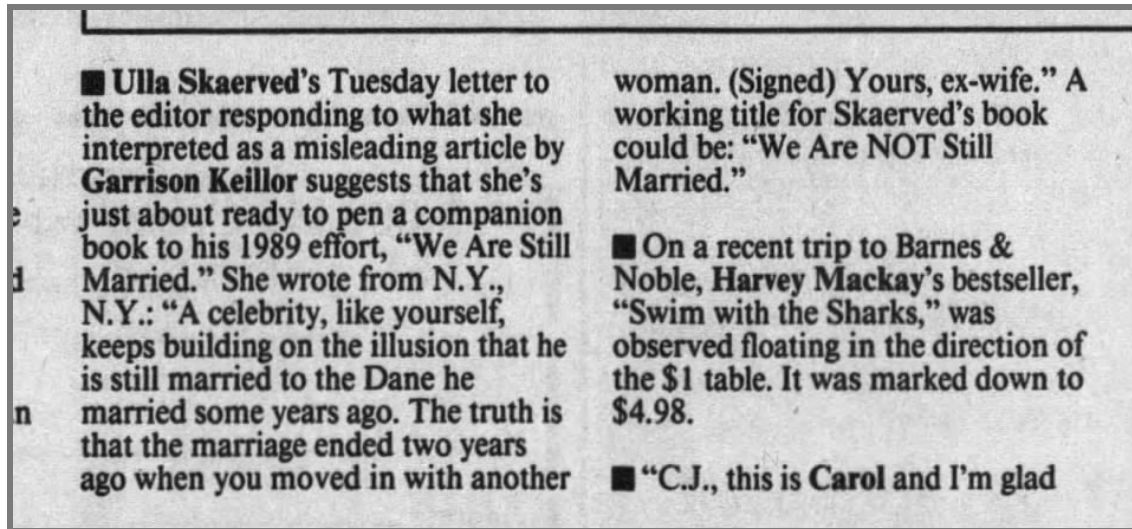 ■ Ulla Skaerved's Tuesday letter to
the editor responding to what she
interpreted as a misleading article by
Garrison Keillor suggests that she's
just about ready to pen a companion
book to his 1989 effort, “We Are Still
Married.” She wrote from N.Y.,
N.Y.: “A celebrity, like yourself,
keeps building on the illusion that he
is still married to the Dane he
married some years ago. The truth is
that the marriage ended two years
ago when you moved in with another
woman. (Signed) Yours, ex-wife.” A
working title for Skaerved's book
could be: “We Are NOT Still
Married.”
■ On a recent trip to Barnes &
Noble, Harvey Mackay's bestseller,
“Swim with the Sharks,” was
observed floating in the direction of
the $1 table. It was marked down to
$4.98.
■ “C.J., this is Carol and I'm glad